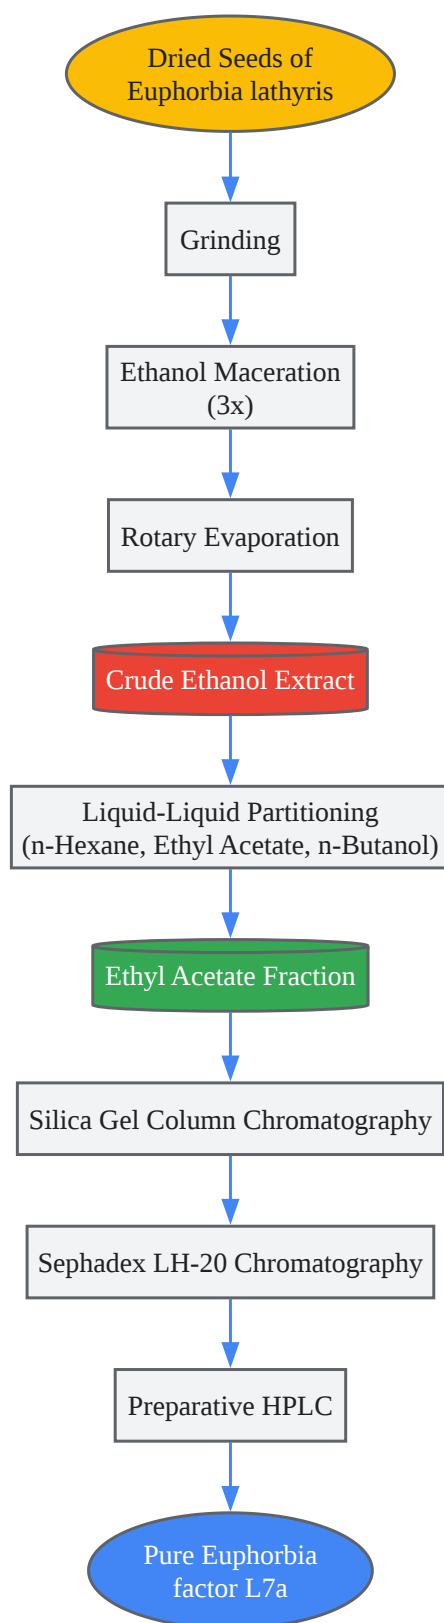 Dried Seeds of
Euphorbia lathyris
Grinding
Ethanol Maceration
(3x)
Rotary Evaporation
Crude Ethanol Extract
Liquid-Liquid Partitioning
(n-Hexane, Ethyl Acetate, n-Butanol)
Ethyl Acetate Fraction
Silica Gel Column Chromatography
Sephadex LH-20 Chromatography
Preparative HPLC
Pure Euphorbia
factor L7a